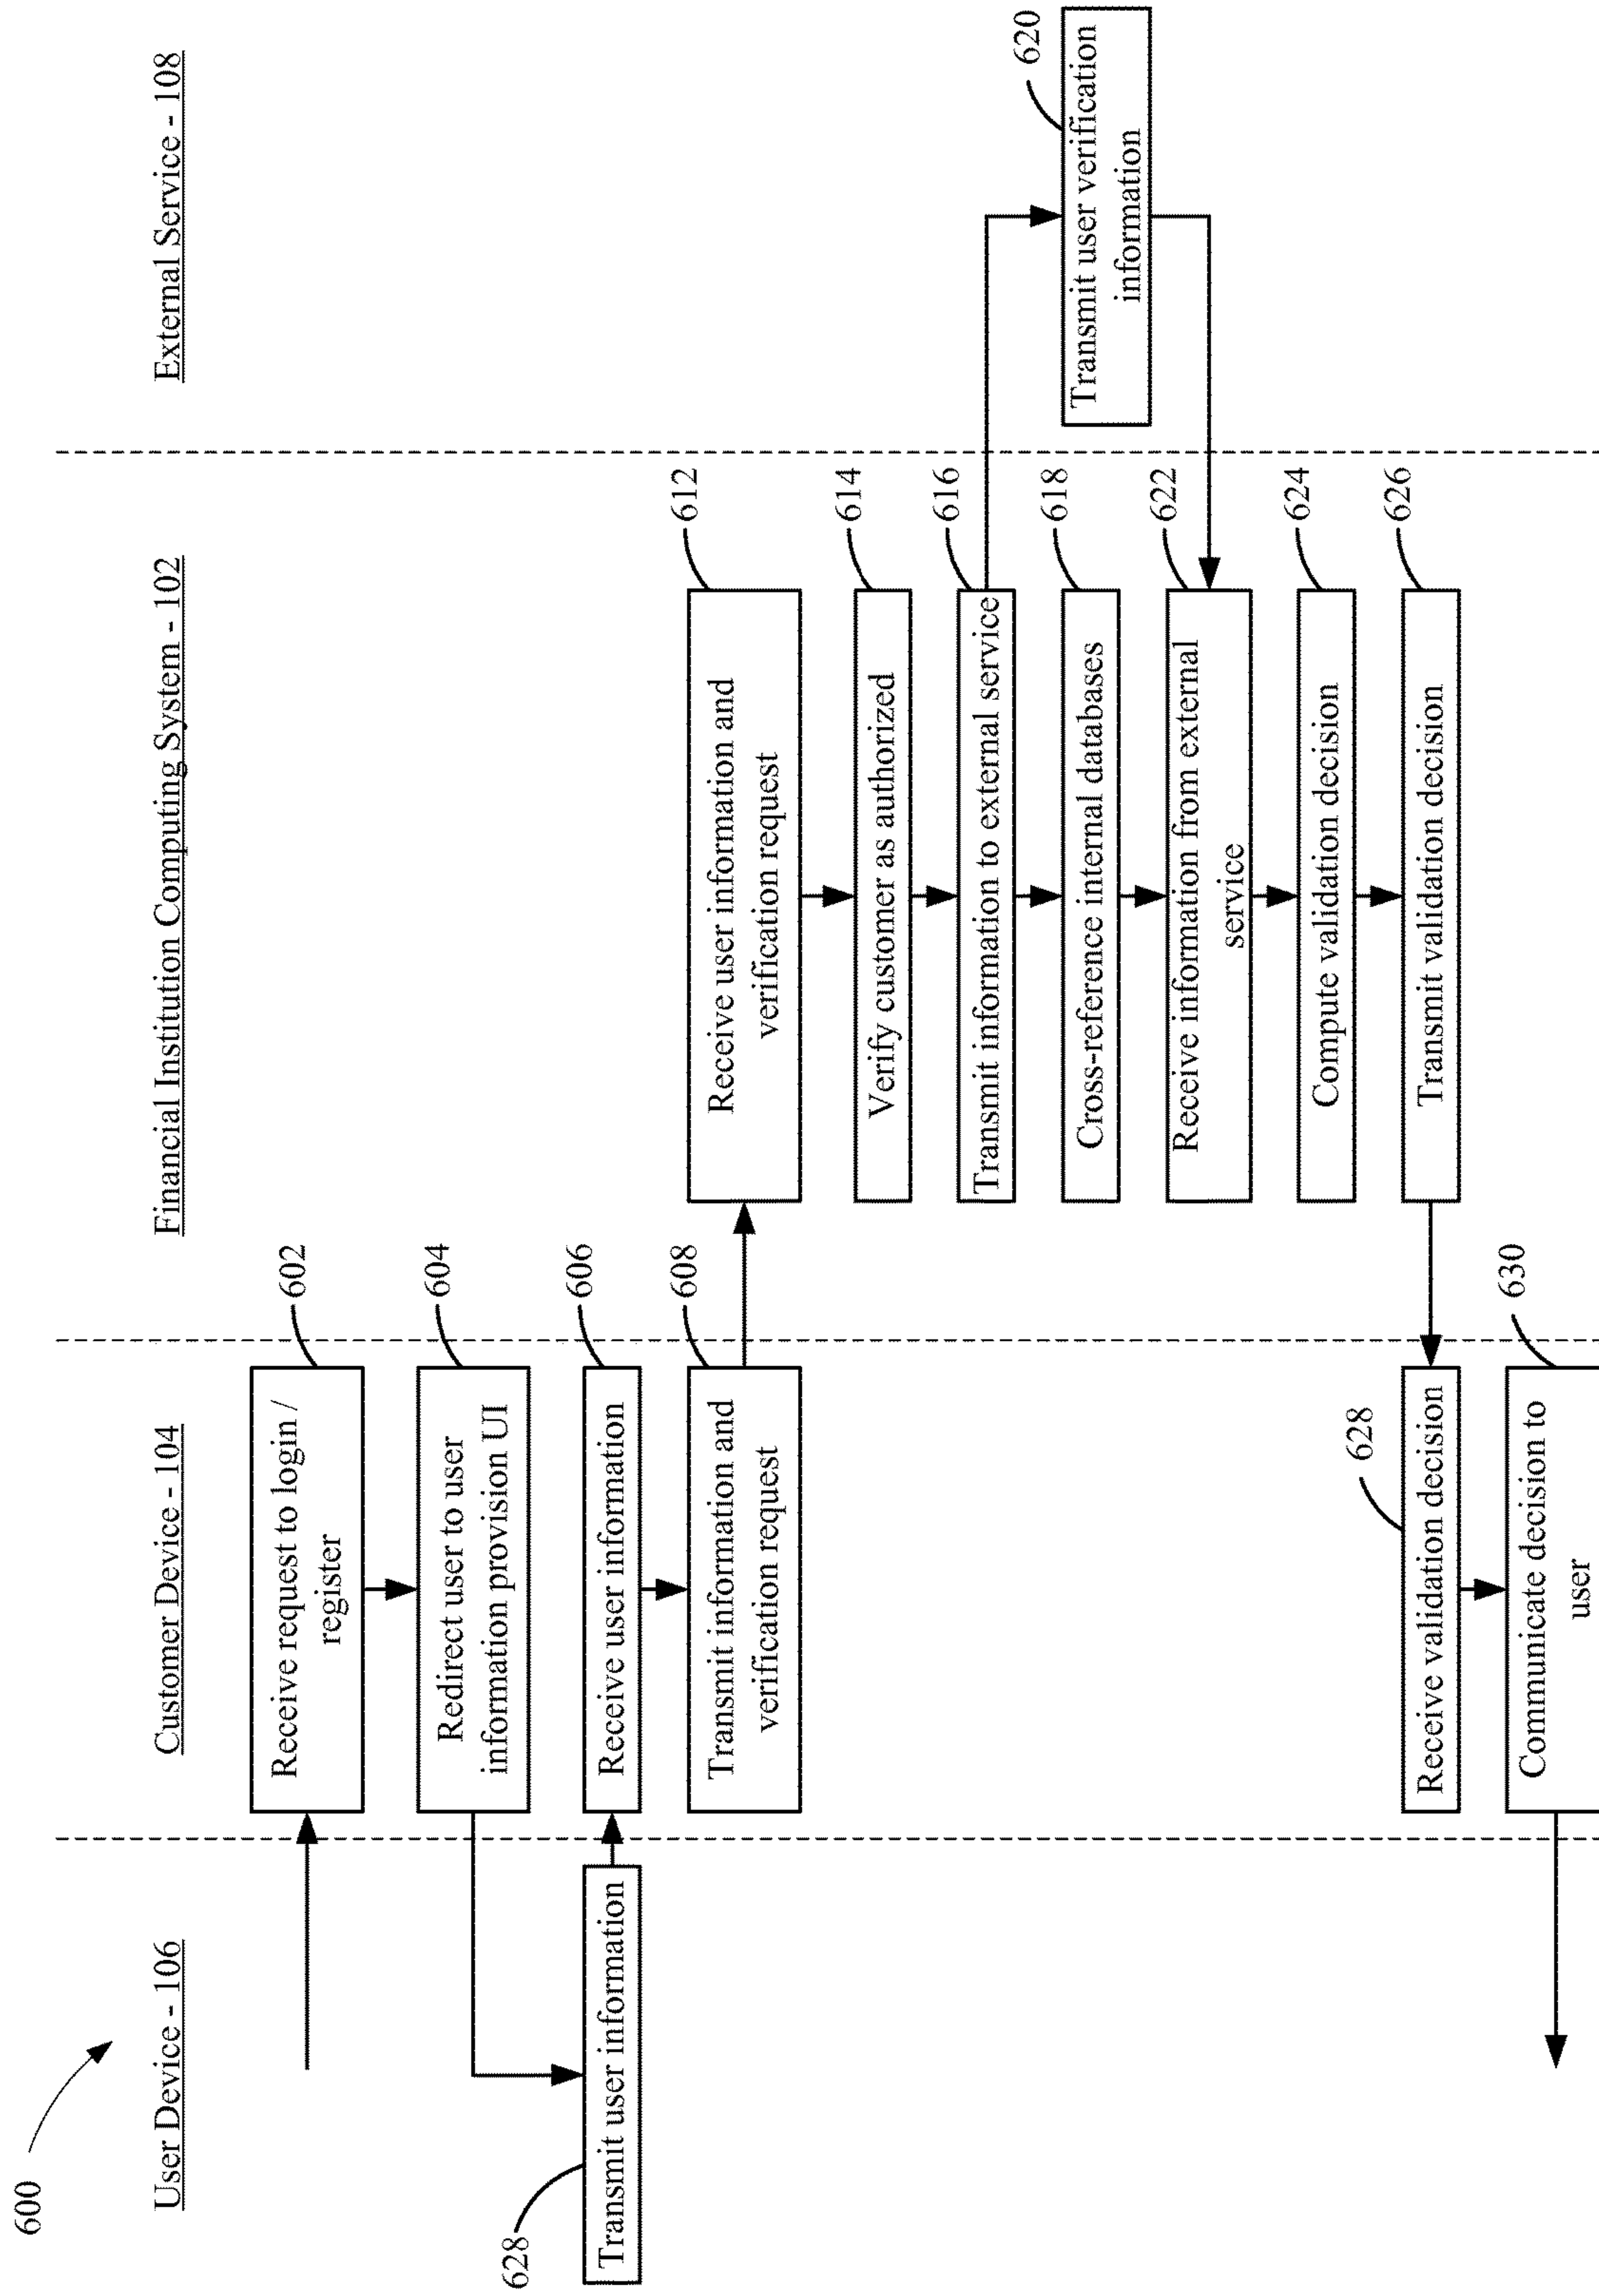 600
User Device - 106
Customer Device - 104
Financial Institution Computing System - 102
External Service - 108
Receive request to login /
register
602
Redirect user to user
information provision UI
604
628
Transmit user information
Receive user information
606
Transmit information and
verification request
608
Receive user information and
verification request
612
Verify customer as authorized
614
Transmit information to external service
616
Cross-reference internal databases
618
Transmit user verification
information
620
Receive information from external
service
622
Compute validation decision
624
Transmit validation decision
626
Receive validation decision
628
Communicate decision to
user
630